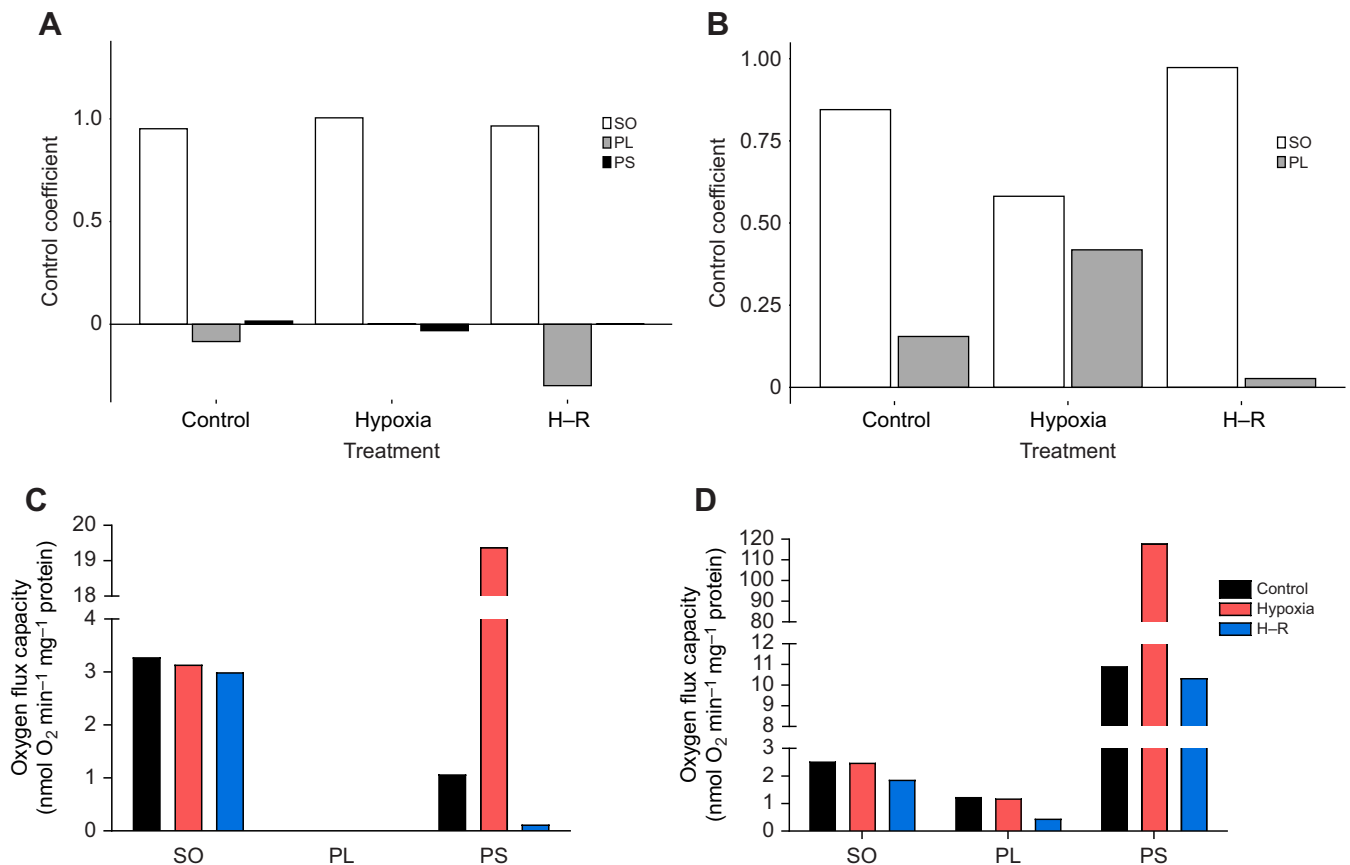 A
Control coefficient
1.0
0.5
0
SO
PL
PS
Control Hypoxia H–R
Treatment
B
Control coefficient
1.00
0.75
0.50
0.25
0
SO
PL
Control Hypoxia H–R
Treatment
C
Oxygen flux capacity
(nmol O₂ min⁻¹ mg⁻¹ protein)
20
19
18
4
3
2
1
0
SO PL PS
D
Oxygen flux capacity
(nmol O₂ min⁻¹ mg⁻¹ protein)
120
110
100
90
80
12
11
10
9
8
3
2
1
0
SO PL PS
Control
Hypoxia
H–R